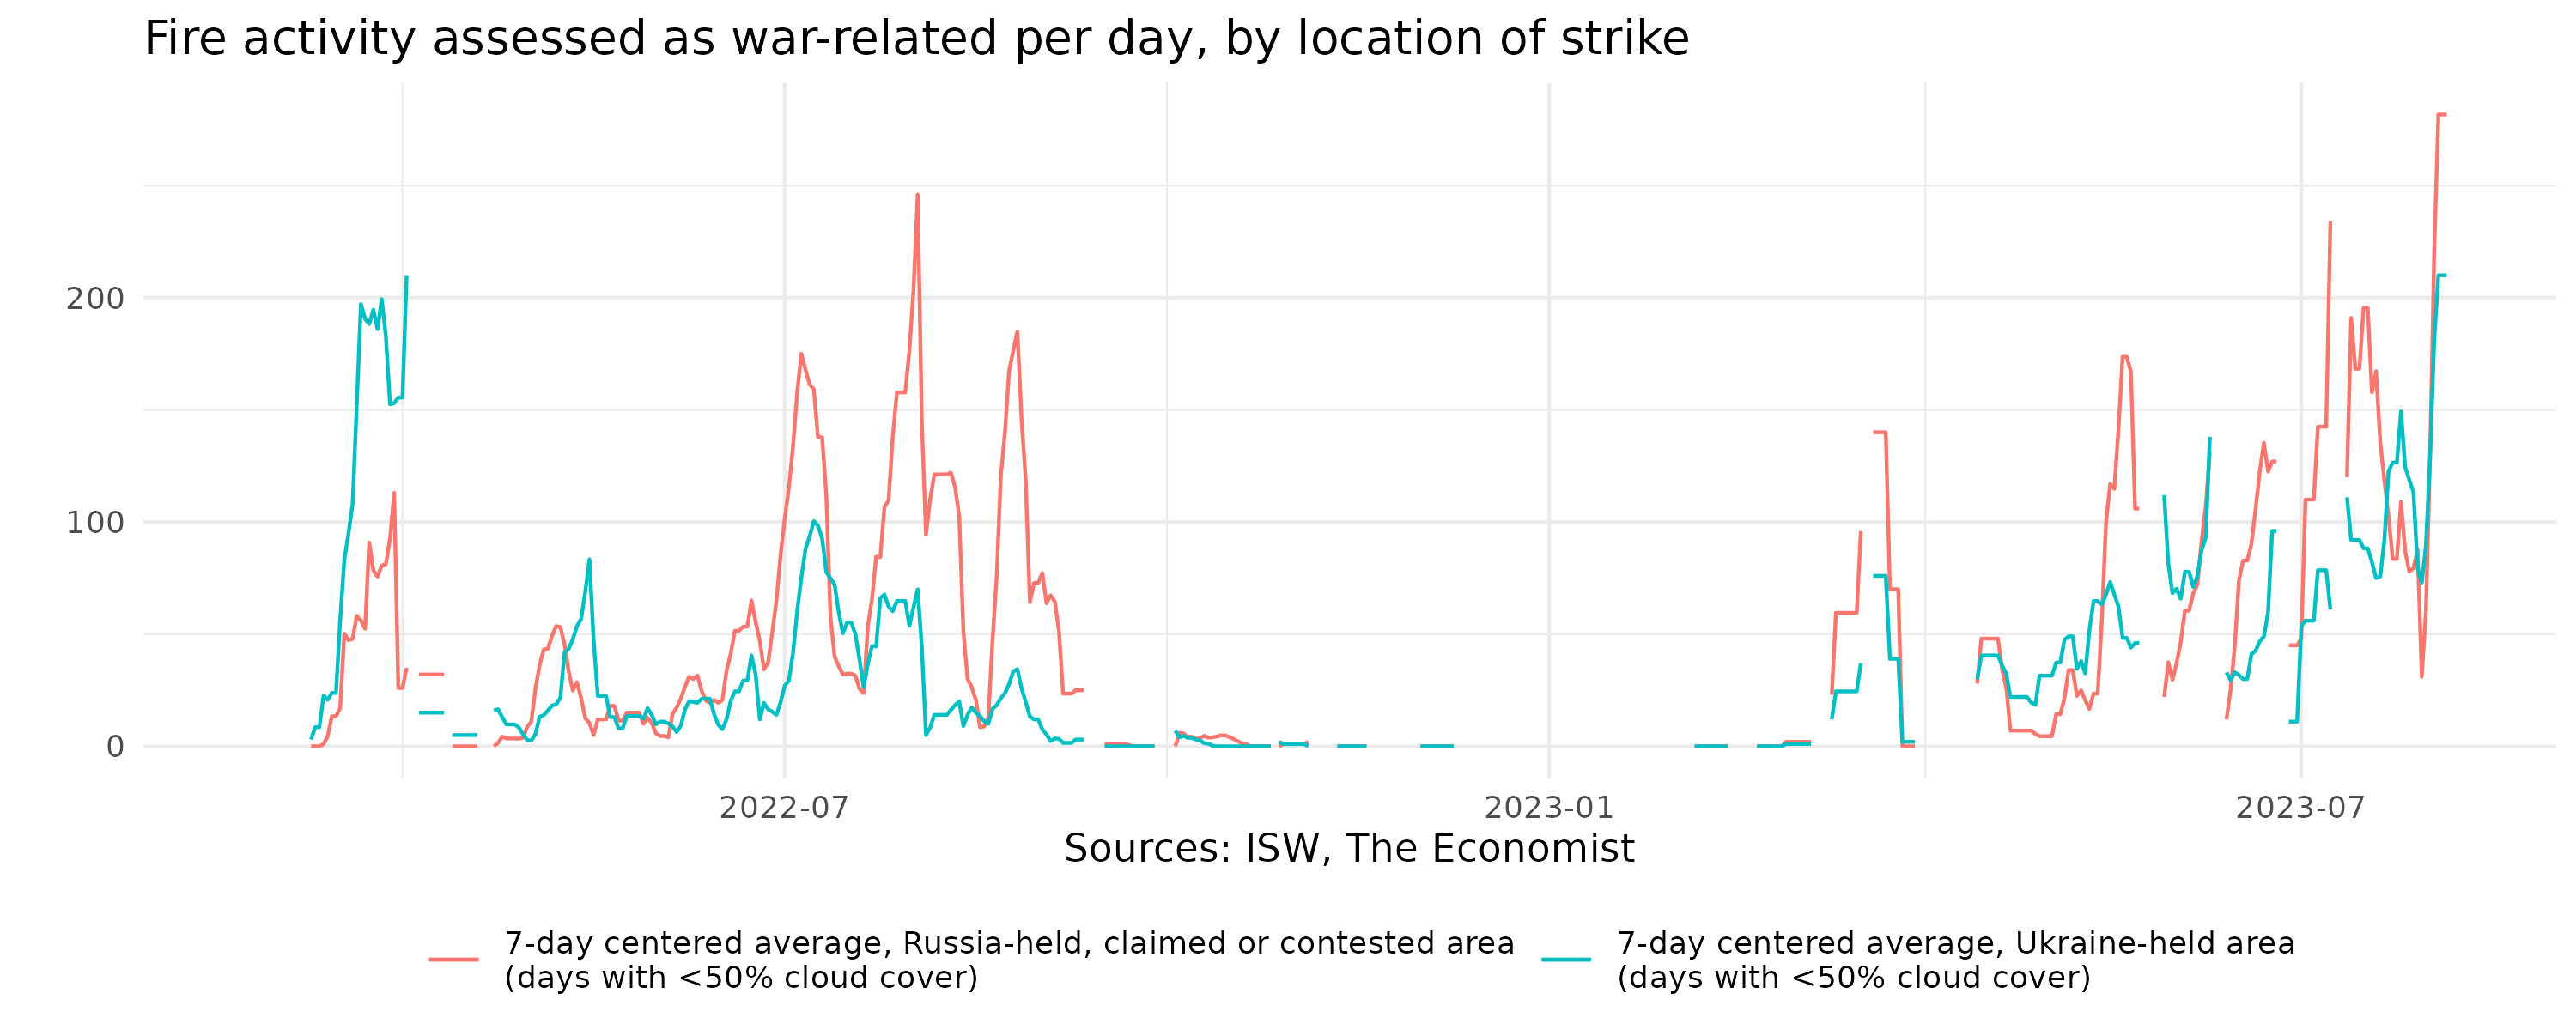 Fire activity assessed as war-related per day, by location of strike
200
100
0
2022-07
2023-01
2023-07
Sources: ISW, The Economist
7-day centered average, Russia-held, claimed or contested area
(days with <50% cloud cover)
7-day centered average, Ukraine-held area
(days with <50% cloud cover)